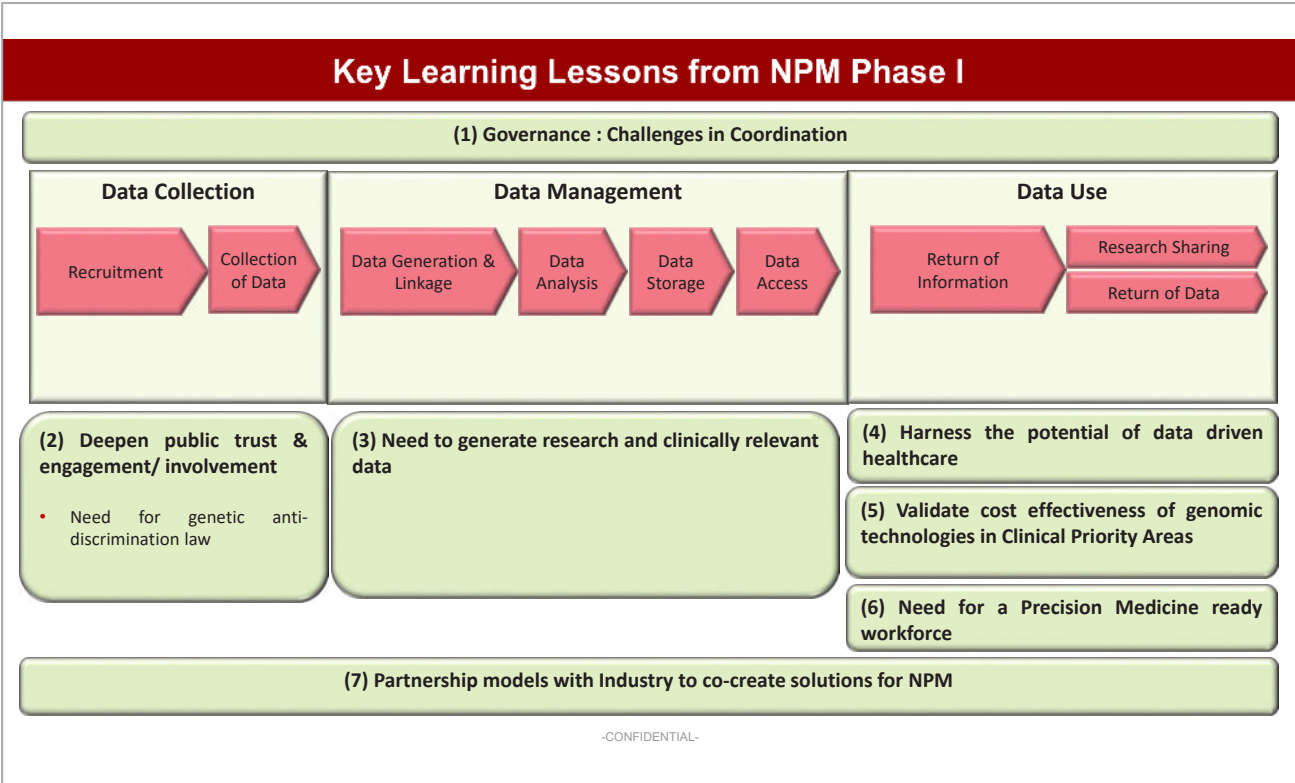 Key Learning Lessons from NPM Phase I
(1) Governance : Challenges in Coordination
Data Collection
Recruitment
Collection
of Data
Data Management
Data Generation &
Linkage
Data
Analysis
Data
Storage
Data
Access
Data Use
Return of
Information
Research Sharing
Return of Data
(2) Deepen public trust &
engagement/ involvement
• Need for genetic anti-
discrimination law
(3) Need to generate research and clinically relevant
data
(4) Harness the potential of data driven
healthcare
(5) Validate cost effectiveness of genomic
technologies in Clinical Priority Areas
(6) Need for a Precision Medicine ready
workforce
(7) Partnership models with Industry to co-create solutions for NPM
-CONFIDENTIAL-